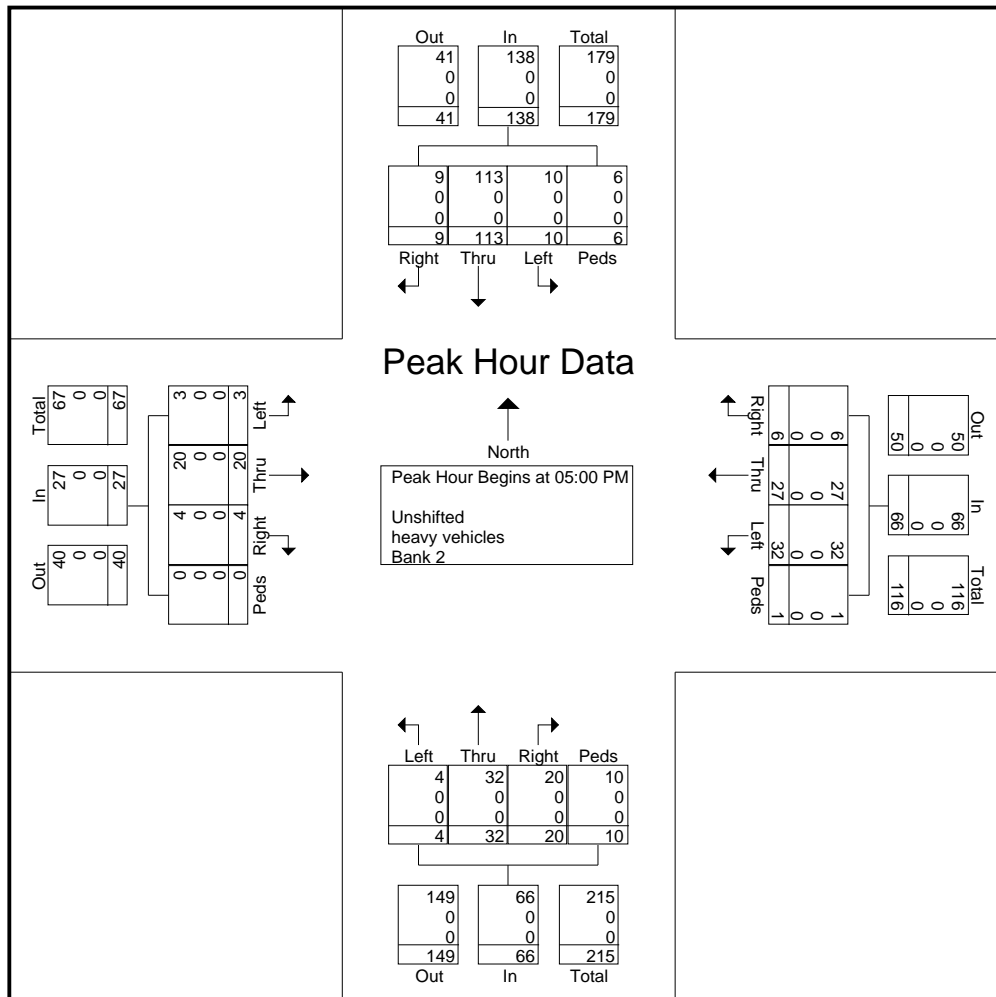 Out In Total
41 138 179
0 0 0
0 0 0
41 138 179
9 113 10 6
0 0 0 0
0 0 0 0
9 113 10 6
Right Thru Left Peds
Peak Hour Data
North
Peak Hour Begins at 05:00 PM
Unshifted
heavy vehicles
Bank 2
Total
67 0 0 67
In
27 0 0 27
Out
40 0 0 40
3 0 0 3
Left
20 0 0 20
Thru
4 0 0 4
Right
0 0 0 0
Peds
Right
6 0 0 6
Thru
27 0 0 27
Left
32 0 0 32
Peds
1 0 0 1
Out
50 0 0 50
In
66 0 0 66
Total
116 0 0 116
Left Thru Right Peds
4 32 20 10
0 0 0 0
0 0 0 0
4 32 20 10
149 66 215
0 0 0
0 0 0
149 66 215
Out In Total